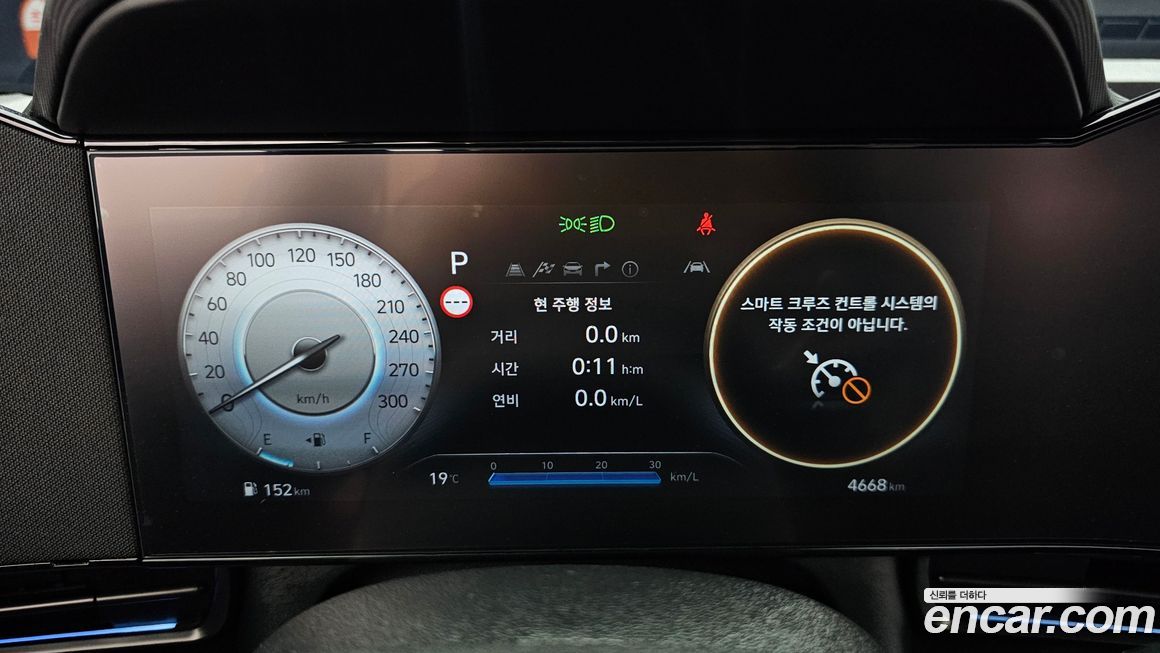 초
P
---
현 주행 정보
거리 0.0 km
시간 0:11 h:m
연비 0.0 km/L
0 20 40 60 80 100 120 150 180 210 240 270 300
km/h
E F
152 km
19 °C
0 10 20 30 km/L
스마트 크루즈 컨트롤 시스템의
작동 조건이 아닙니다.
4668 km
신뢰를 더하다
encar.com